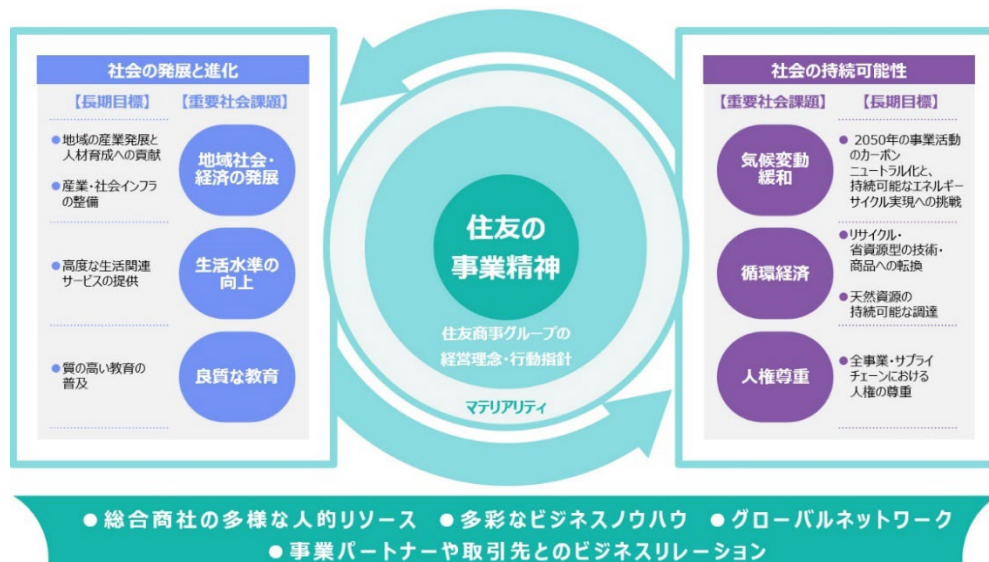 社会の発展と進化
【長期目標】
【重要社会課題】
●地域の産業発展と
人材育成への貢献
●産業・社会インフラ
の整備
地域社会・
経済の発展
●高度な生活関連
サービスの提供
生活水準の
向上
●質の高い教育の
普及
良質な教育
住友の
事業精神
住友商事グループの
経営理念・行動指針
マテリアリティ
社会の持続可能性
【重要社会課題】
【長期目標】
気候変動
緩和
● 2050年の事業活動
のカーボン
ニュートラル化と、
持続可能なエネルギー
サイクル実現への挑戦
循環経済
●リサイクル・
省資源型の技術・
商品への転換
●天然資源の
持続可能な調達
人権尊重
●全事業・サプライ
チェーンにおける
人権の尊重
●総合商社の多様な人的リソース ●多彩なビジネスノウハウ ●グローバルネットワーク
●事業パートナーや取引先とのビジネスリレーション